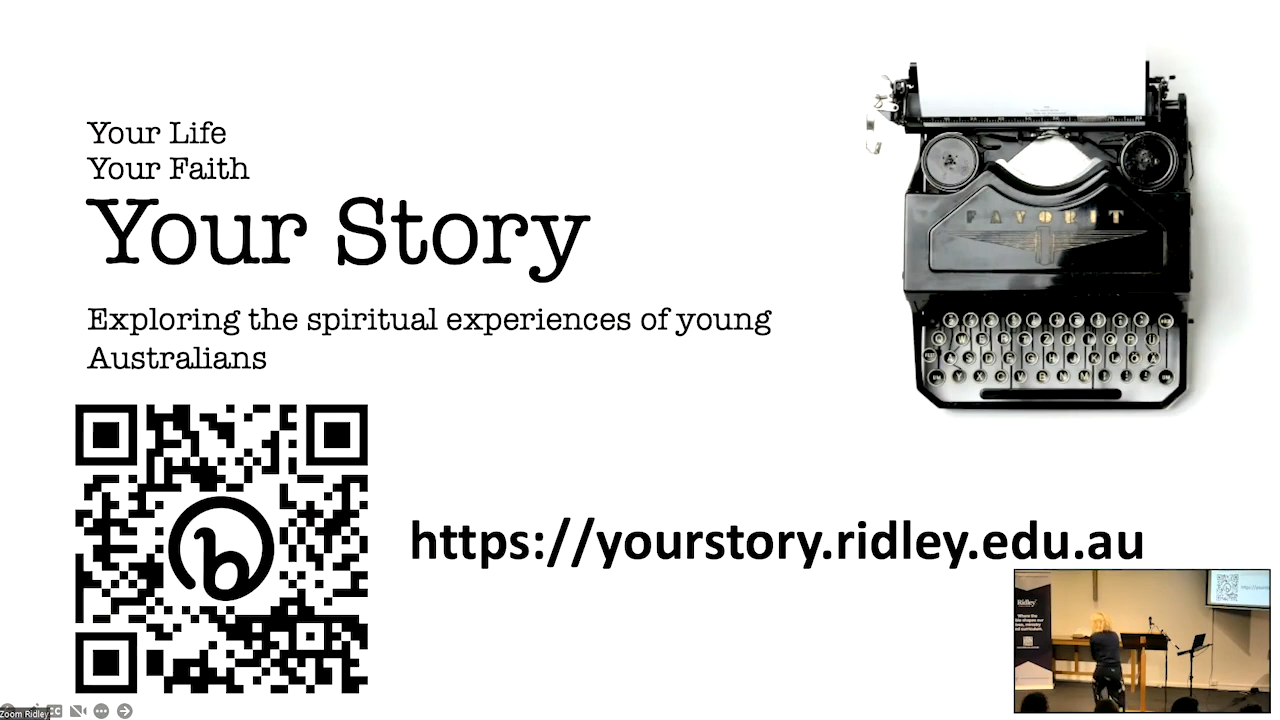 Your Life
Your Faith
Your Story
Exploring the spiritual experiences of young
Australians
FAVORIT
https://yourstory.ridley.edu.au
Ridley
Zoom Ridley